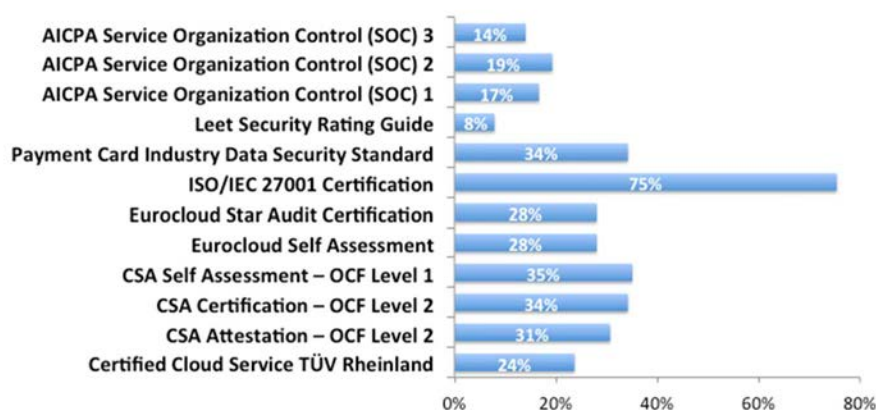 AICPA Service Organization Control (SOC) 3 14%
AICPA Service Organization Control (SOC) 2 19%
AICPA Service Organization Control (SOC) 1 17%
Leet Security Rating Guide 8%
Payment Card Industry Data Security Standard 34%
ISO/IEC 27001 Certification 75%
Eurocloud Star Audit Certification 28%
Eurocloud Self Assessment 28%
CSA Self Assessment – OCF Level 1 35%
CSA Certification – OCF Level 2 34%
CSA Attestation – OCF Level 2 31%
Certified Cloud Service TÜV Rheinland 24%
0% 20% 40% 60% 80%